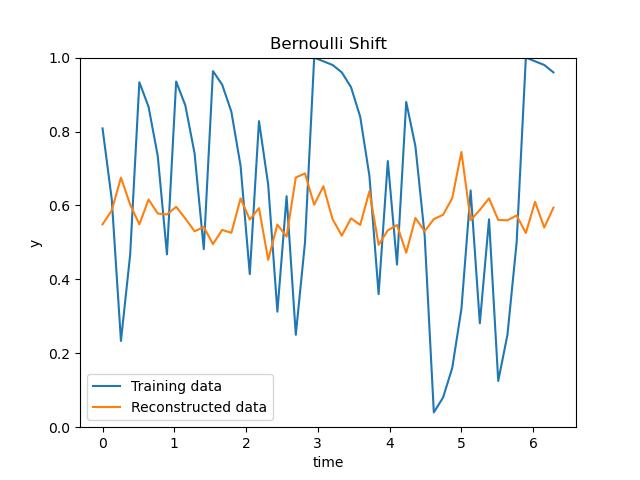 Bernoulli Shift
1.0
0.8
0.6
y
0.4
0.2
0.0
Training data
Reconstructed data
0 1 2 3 4 5 6
time